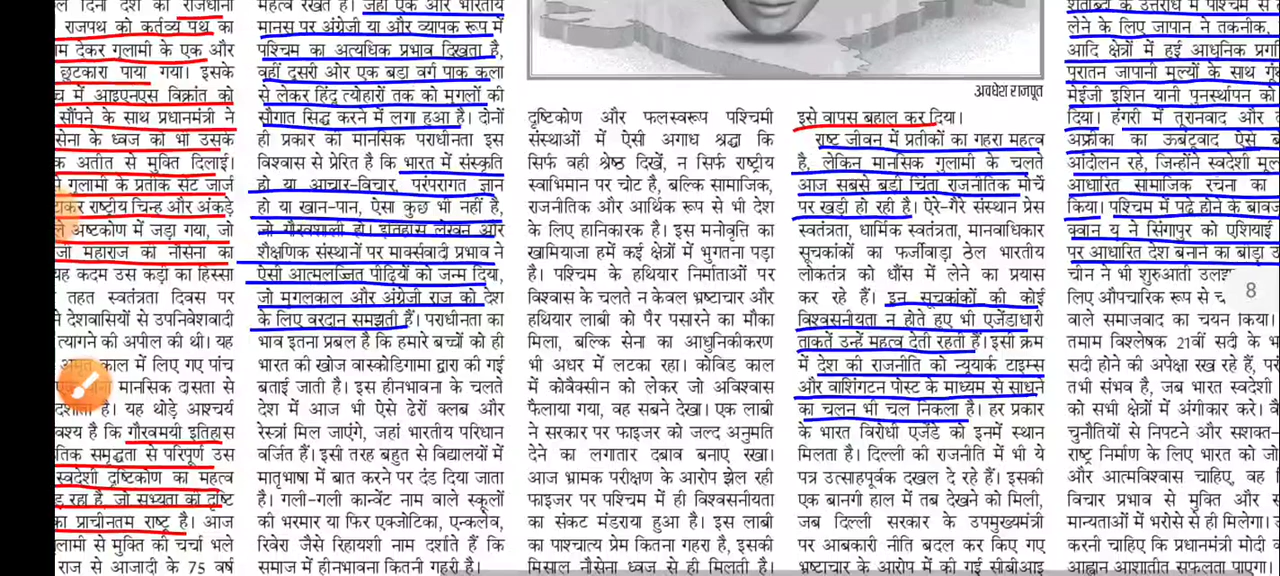 दिनों देश की राजधानी
राजपथ को कर्तव्य पथ का
देकर गुलामी के एक और
छुटकारा पाया गया। इसके
में आइएनएस विक्रांत को
सौंपने के साथ प्रधानमंत्री ने
सेना के ध्वज को भी उसके
अतीत से मुक्ति दिलाई।
गुलामी के प्रतीक सेंट जार्ज
राष्ट्रीय चिन्ह और अंकड़े
अष्टकोण में जड़ा गया, जो
महाराज की नौसेना का
यह कदम उस कड़ी का हिस्सा
तहत स्वतंत्रता दिवस पर
देशवासियों से उपनिवेशवादी
त्यागने की अपील की थी। यह
काल में लिए गए पांच
मानसिक दासता से
है। यह थोड़े आश्चर्य
है कि गौरवमयी इतिहास
समृद्धता से परिपूर्ण उस
स्वदेशी दृष्टिकोण का महत्व
रहा है, जो सभ्यता की दृष्टि
का प्राचीनतम राष्ट्र है। आज
से मुक्ति की चर्चा भले
राज से आजादी के 75 वर्ष
महत्व रखते हैं। जहां एक ओर भारतीय
मानस पर अंग्रेजी या और व्यापक रूप में
पश्चिम का अत्यधिक प्रभाव दिखता है,
वहीं दूसरी ओर एक बड़ा वर्ग पाक कला
से लेकर हिंदू त्योहारों तक को मुगलों की
सौगात सिद्ध करने में लगा हुआ है। दोनों
ही प्रकार की मानसिक पराधीनता इस
विश्वास से प्रेरित है कि भारत में संस्कृति
हो या आचार-विचार, परंपरागत ज्ञान
हो या खान-पान, ऐसा कुछ भी नहीं है,
जो गौरवशाली हो। इतिहास लेखन और
शैक्षणिक संस्थानों पर मार्क्सवादी प्रभाव ने
ऐसी आत्मलज्जित पीढ़ियों को जन्म दिया,
जो मुगलकाल और अंग्रेजी राज को देश
के लिए वरदान समझती हैं। पराधीनता का
भाव इतना प्रबल है कि हमारे बच्चों को ही
भारत की खोज वास्कोडिगामा द्वारा की गई
बताई जाती है। इस हीनभावना के चलते
देश में आज भी ऐसे ढेरों क्लब और
रेस्त्रां मिल जाएंगे, जहां भारतीय परिधान
वर्जित हैं। इसी तरह बहुत से विद्यालयों में
मातृभाषा में बात करने पर दंड दिया जाता
है। गली-गली कान्वेंट नाम वाले स्कूलों
की भरमार या फिर एक्जोटिका, एन्कलेव,
रिवेरा जैसे रिहायशी नाम दर्शाते हैं कि
समाज में हीनभावना कितनी गहरी है।
अवधेश राजपूत
दृष्टिकोण और फलस्वरूप पश्चिमी
संस्थाओं में ऐसी अगाध श्रद्धा कि
सिर्फ वही श्रेष्ठ दिखें, न सिर्फ राष्ट्रीय
स्वाभिमान पर चोट है, बल्कि सामाजिक,
राजनीतिक और आर्थिक रूप से भी देश
के लिए हानिकारक है। इस मनोवृत्ति का
खामियाजा हमें कई क्षेत्रों में भुगतना पड़ा
है। पश्चिम के हथियार निर्माताओं पर
विश्वास के चलते न केवल भ्रष्टाचार और
हथियार लाबी को पैर पसारने का मौका
मिला, बल्कि सेना का आधुनिकीकरण
भी अधर में लटका रहा। कोविड काल
में कोवैक्सीन को लेकर जो अविश्वास
फैलाया गया, वह सबने देखा। एक लाबी
ने सरकार पर फाइजर को जल्द अनुमति
देने का लगातार दबाव बनाए रखा।
आज भ्रामक परीक्षण के आरोप झेल रही
फाइजर पर पश्चिम में ही विश्वसनीयता
का संकट मंडराया हुआ है। इस लाबी
का पाश्चात्य प्रेम कितना गहरा है, इसकी
मिसाल नौसेना ध्वज से ही मिलती है।
इसे वापस बहाल कर दिया।
राष्ट्र जीवन में प्रतीकों का गहरा महत्व
है, लेकिन मानसिक गुलामी के चलते
आज सबसे बड़ी चिंता राजनीतिक मोर्चे
पर खड़ी हो रही है। ऐरे-गैरे संस्थान प्रेस
स्वतंत्रता, धार्मिक स्वतंत्रता, मानवाधिकार
सूचकांकों का फर्जीवाड़ा ठेल भारतीय
लोकतंत्र को धौंस में लेने का प्रयास
कर रहे हैं। इन सूचकांकों की कोई
विश्वसनीयता न होते हुए भी एजेंडाधारी
ताकतें उन्हें महत्व देती रहती हैं। इसी क्रम
में देश की राजनीति को न्यूयार्क टाइम्स
और वाशिंगटन पोस्ट के माध्यम से साधने
का चलन भी चल निकला है। हर प्रकार
के भारत विरोधी एजेंडे को इनमें स्थान
मिलता है। दिल्ली की राजनीति में भी ये
पत्र उत्साहपूर्वक दखल दे रहे हैं। इसकी
एक बानगी हाल में तब देखने को मिली,
जब दिल्ली सरकार के उपमुख्यमंत्री
पर आबकारी नीति बदल कर किए गए
भ्रष्टाचार के आरोप में की गई सीबीआइ
शताब्दी के उत्तरार्ध में पश्चिम से
लेने के लिए जापान ने तकनीक,
आदि क्षेत्रों में हुई आधुनिक
पुरातन जापानी मूल्यों के साथ
मेईजी इशिन यानी पुनर्स्थापन को
दिया। हंगरी में तूरानवाद और
अफ्रीका का ऊबंटूवाद ऐसे
आंदोलन रहे, जिन्होंने स्वदेशी
आधारित सामाजिक रचना का
किया। पश्चिम में पढ़े होने के बावजूद
क्वान यू ने सिंगापुर को एशियाई
पर आधारित देश बनाने का बीड़ा
चीन ने भी शुरुआती
लिए औपचारिक रूप से
8
वाले समाजवाद का चयन किया।
तमाम विश्लेषक 21वीं सदी के
सदी होने की अपेक्षा रख रहे हैं,
तभी संभव है, जब भारत स्वदेशी
को सभी क्षेत्रों में अंगीकार करे।
चुनौतियों से निपटने और सशक्त-
राष्ट्र निर्माण के लिए भारत को
और आत्मविश्वास चाहिए, वह
विचार प्रभाव से मुक्ति और
मान्यताओं में भरोसे से ही मिलेगा।
करनी चाहिए कि प्रधानमंत्री मोदी
आह्वान आशातीत सफलता पाएगा।